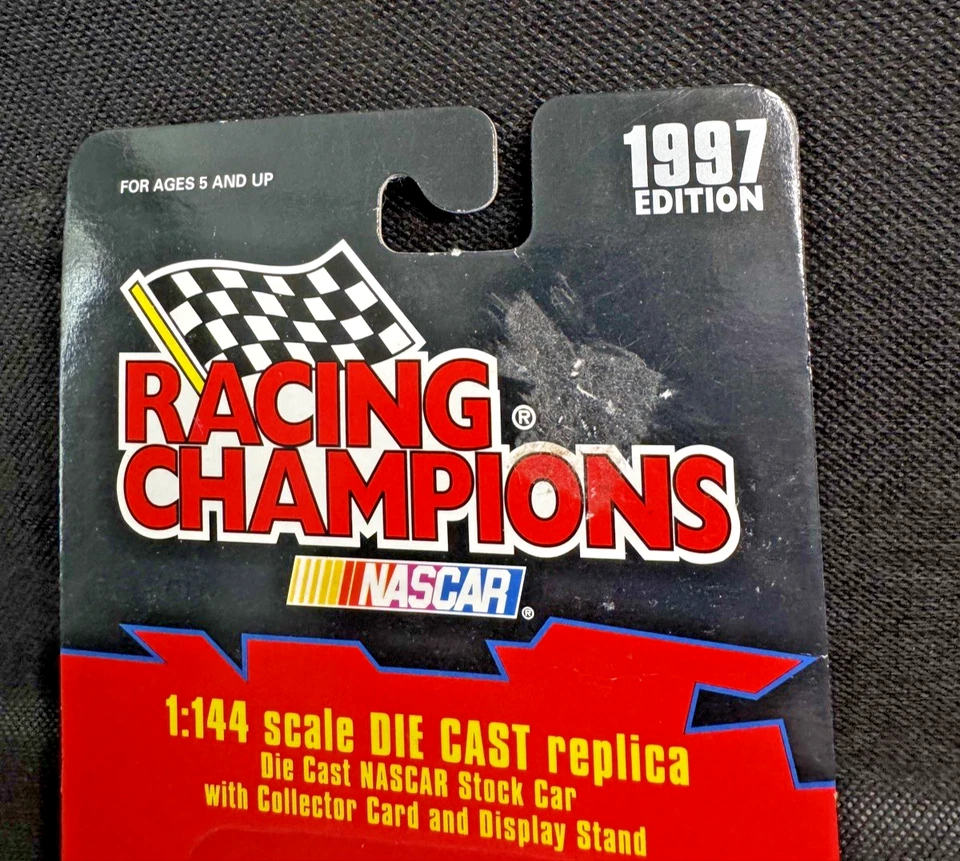 FOR AGES 5 AND UP
1997
EDITION
RACING
CHAMPIONS®
NASCAR®
1:144 scale DIE CAST replica
Die Cast NASCAR Stock Car
with Collector Card and Display Stand